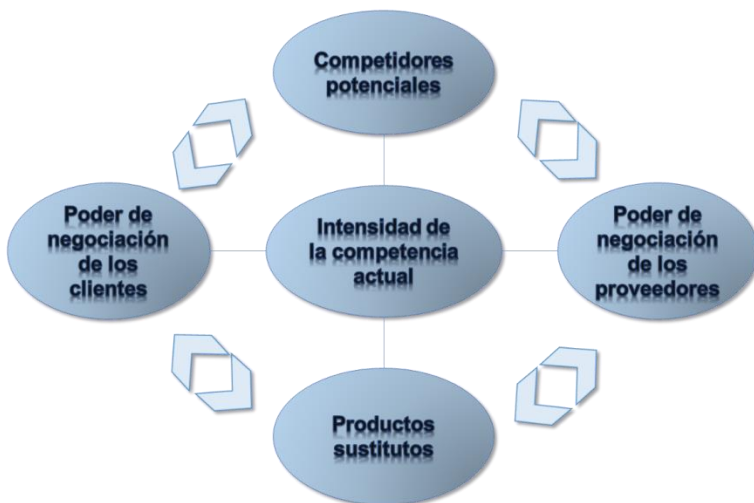 Competidores
potenciales
Poder de
negociación
de los
clientes
Intensidad de
la competencia
actual
Poder de
negociación
de los
proveedores
Productos
sustitutos